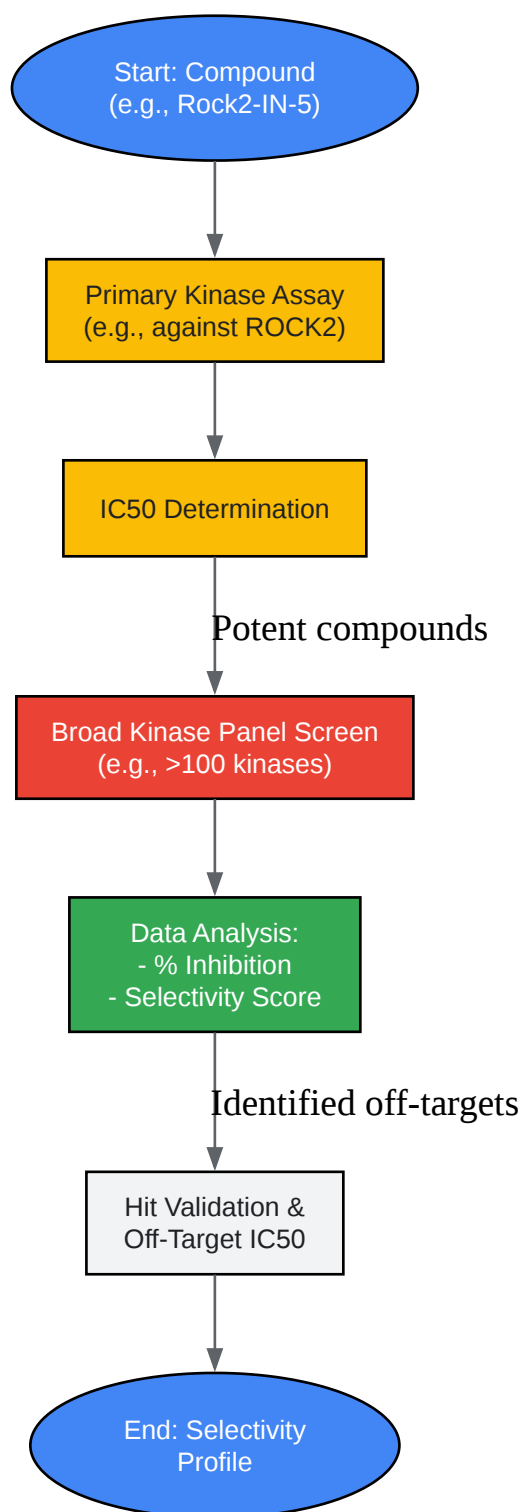 Start: Compound
(e.g., Rock2-IN-5)
Primary Kinase Assay
(e.g., against ROCK2)
IC50 Determination
Potent compounds
Broad Kinase Panel Screen
(e.g., >100 kinases)
Data Analysis:
- % Inhibition
- Selectivity Score
Identified off-targets
Hit Validation &
Off-Target IC50
End: Selectivity
Profile